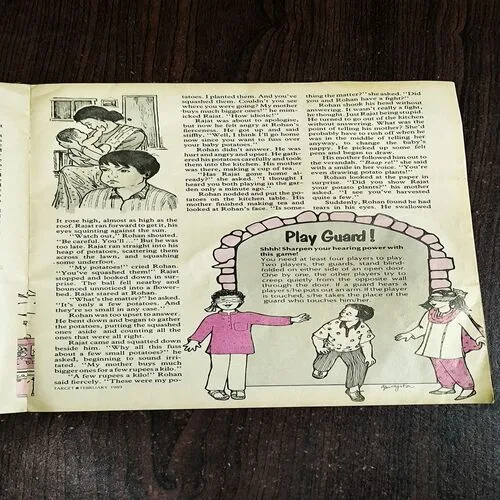 It rose high, almost as high as the
roof. Rajat ran forward to get it, his
eyes squinting against the sun.
"Watch out," Rohan shouted.
"Be careful. You'll ..." But he was
too late. Rajat ran straight into his
heap of potatoes, scattering them
across the lawn, and squashing
some underfoot.
"My potatoes!" cried Rohan.
"You've squashed them!" Rajat
stopped and looked down in sur-
prise. The ball fell nearby and
bounced unnoticed into a flower-
bed. Rajat stared at Rohan.
"What's the matter?" he asked.
"It's only a few potatoes. And
they're so small in any case."
Rohan was too upset to answer.
He bent down and began to gather
the potatoes, putting the squashed
ones aside and counting all the
ones that were all right.
Rajat came and squatted down
beside him. "Why all this fuss
about a few small potatoes?" he
asked, beginning to sound irri-
tated. "My mother buys much
bigger ones for a few rupees a kilo."
"A few rupees a kilo!" Rohan
said fiercely. "These were my po-
TARGET FEBRUARY 1989
tatoes. I planted them. And you've
squashed them. Couldn't you see
where you were going? My mother
buys much bigger ones!" he mim-
icked Rajat. "How idiotic!"
Rajat was about to apologise,
but now he felt angry at Rohan's
fierceness. He got up and said
stiffly, "Well, I think I'll go home
now since you want to fuss over
your baby potatoes."
Rohan didn't answer. He was
hurt and angry with Rajat. He gath-
ered his potatoes carefully and took
them into the kitchen. His mother
was there, making a cup of tea.
"Has Rajat gone home al-
ready?" she asked. "I thought I
heard you both playing in the gar-
den only a minute ago."
Rohan nodded and put the po-
tatoes on the kitchen table. His
mother finished making tea and
looked at Rohan's face. "Is some-
thing the matter?" she asked. "Did
you and Rohan have a fight?"
Rohan shook his head without
answering. It wasn't really a fight,
he thought. Just Rajat being stupid.
He turned to go out of the kitchen
without answering. What was the
point of telling his mother? She'd
probably have to rush off when he
was in the middle of telling her
anyway, to change the baby's
nappy. He picked up some felt
pens and began to draw.
His mother followed him out to
the verandah. "Baap re!" she said
with a smile in her voice. "You're
even drawing potato plants!"
Rohan looked at the paper in
surprise. "Did you show Rajat
your potato plants?" his mother
asked. "I see you've harvested
quite a few."
Suddenly, Rohan found he had
tears in his eyes. He swallowed
Play Guard!
Shhh! Sharpen your hearing power with
this game!
You need at least four players to play.
Two players, the guards, stand blind-
folded on either side of an open door.
One by one, the other players try to
creep quietly between the guards
through the door. If a guard hears a
player s/he puts out an arm. If the player
is touched, s/he takes the place of the guard
who touched him/her.